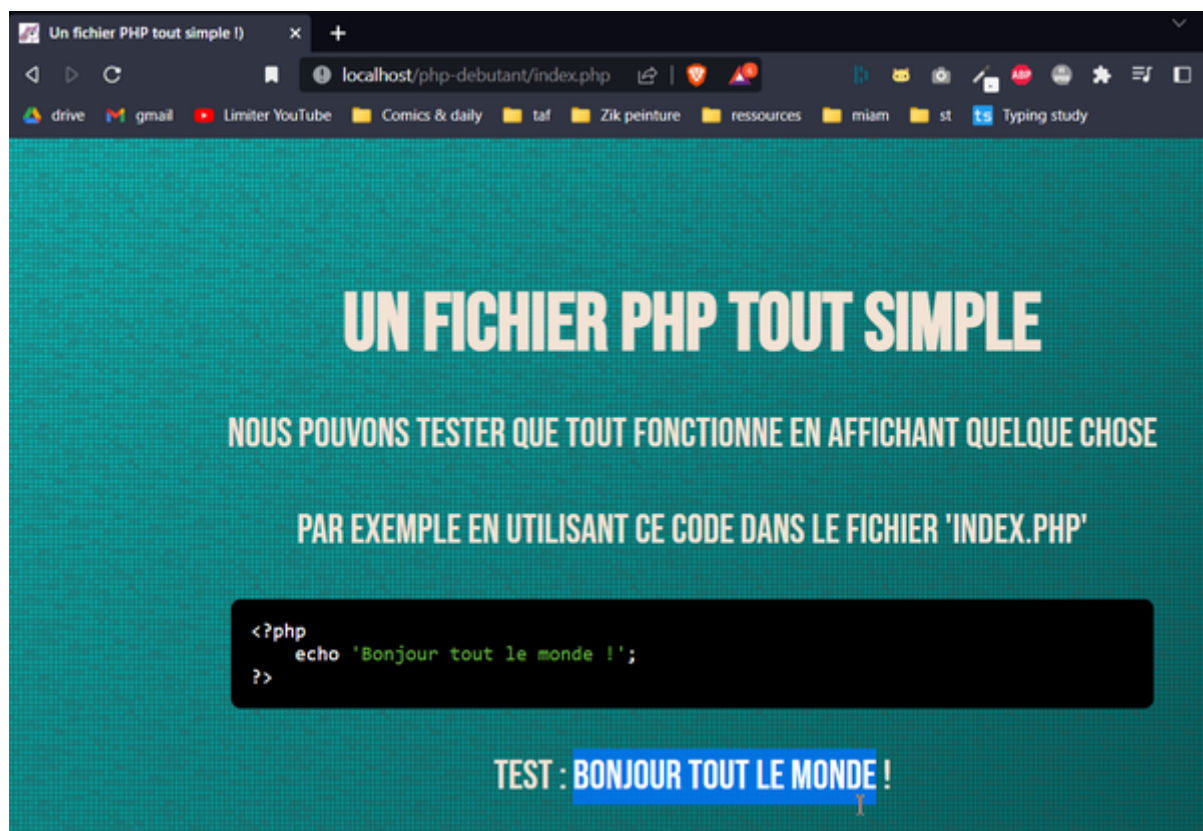 Un fichier PHP tout simple !)
localhost/php-debutant/index.php
drive gmail Limiter YouTube Comics & daily taf Zik peinture ressources miam st ts Typing study
UN FICHIER PHP TOUT SIMPLE
NOUS POUVONS TESTER QUE TOUT FONCTIONNE EN AFFICHANT QUELQUE CHOSE
PAR EXEMPLE EN UTILISANT CE CODE DANS LE FICHIER 'INDEX.PHP'
<?php
echo 'Bonjour tout le monde !';
?>
TEST : BONJOUR TOUT LE MONDE !